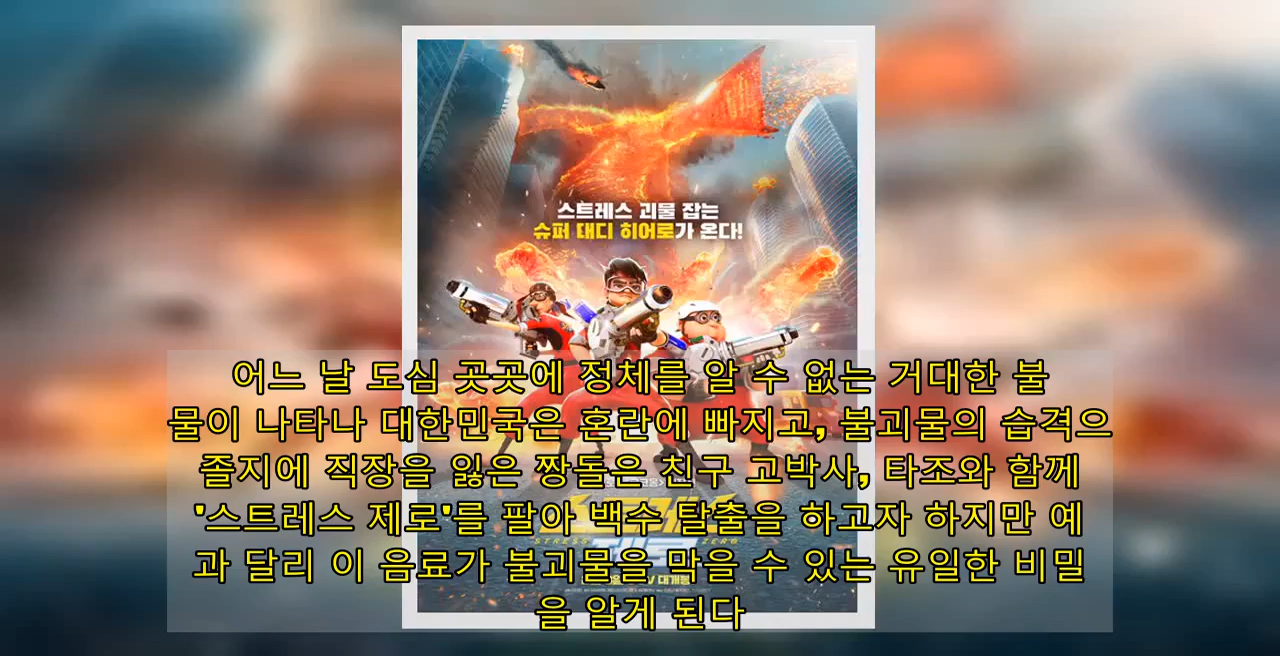 스트레스 괴물 잡는
슈퍼 대디 히어로가 온다!
어느 날 도심 곳곳에 정체를 알 수 없는 거대한 불
물이 나타나 대한민국은 혼란에 빠지고, 불괴물의 습격으
졸지에 직장을 잃은 짱돌은 친구 고박사, 타조와 함께
'스트레스 제로'를 팔아 백수 탈출을 하고자 하지만 예
STRESS ZERO
과 달리 이 음료가 불괴물을 막을 수 있는 유일한 비밀
대개봉
을 알게 된다